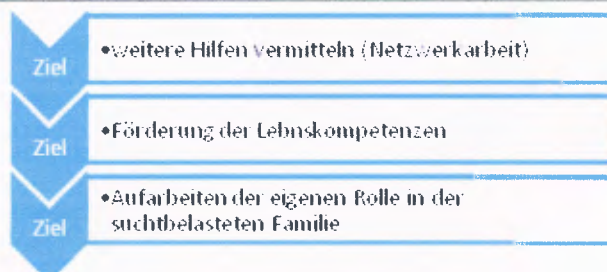 Ziel
•weitere Hilfen vermitteln (Netzwerkarbeit)
Ziel
•Förderung der Lebnskompetenzen
Ziel
•Aufarbeiten der eigenen Rolle in der
suchtbelasteten Familie